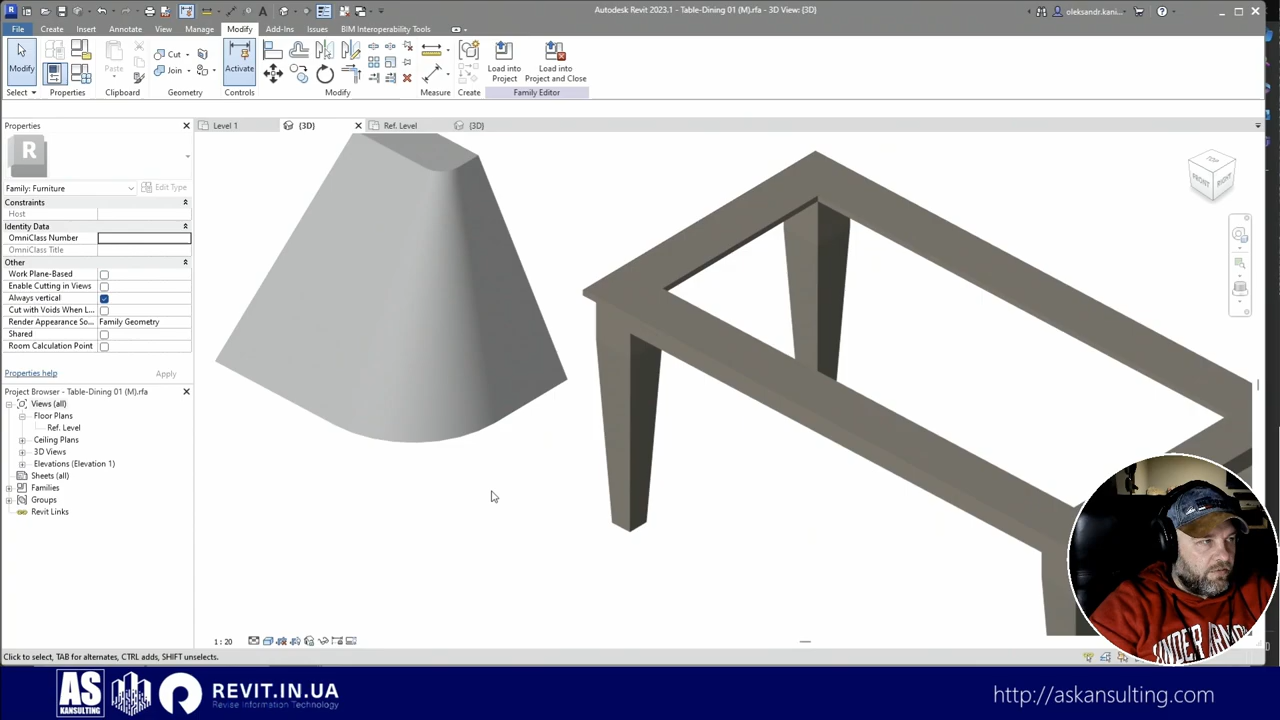 Autodesk Revit 2023.1 - Table-Dining 01 (M).rfa - 3D View: {3D}
oleksandr.kani...
File Create Insert Annotate View Manage Modify Add-Ins Issues BIM Interoperability Tools
Modify
Paste
Cut
Join
Activate
Load into
Project
Load into
Project and Close
Select Properties Clipboard Geometry Controls Modify Measure Create Family Editor
Properties
Level 1
{3D}
Ref. Level
{3D}
R
Family: Furniture
Edit Type
Constraints
Host
Identity Data
OmniClass Number
OmniClass Title
Other
Work Plane-Based
Enable Cutting in Views
Always vertical
Cut with Voids When L...
Render Appearance So... Family Geometry
Shared
Room Calculation Point
Properties help
Apply
Project Browser - Table-Dining 01 (M).rfa
Views (all)
Floor Plans
Ref. Level
Ceiling Plans
3D Views
Elevations (Elevation 1)
Sheets (all)
Families
Groups
Revit Links
TOP
FRONT
RIGHT
1 : 20
Click to select, TAB for alternates, CTRL adds, SHIFT unselects.
UNDER ARM
AS
KANSULTING
REVIT.IN.UA
Revise Information Technology
http://askansulting.com